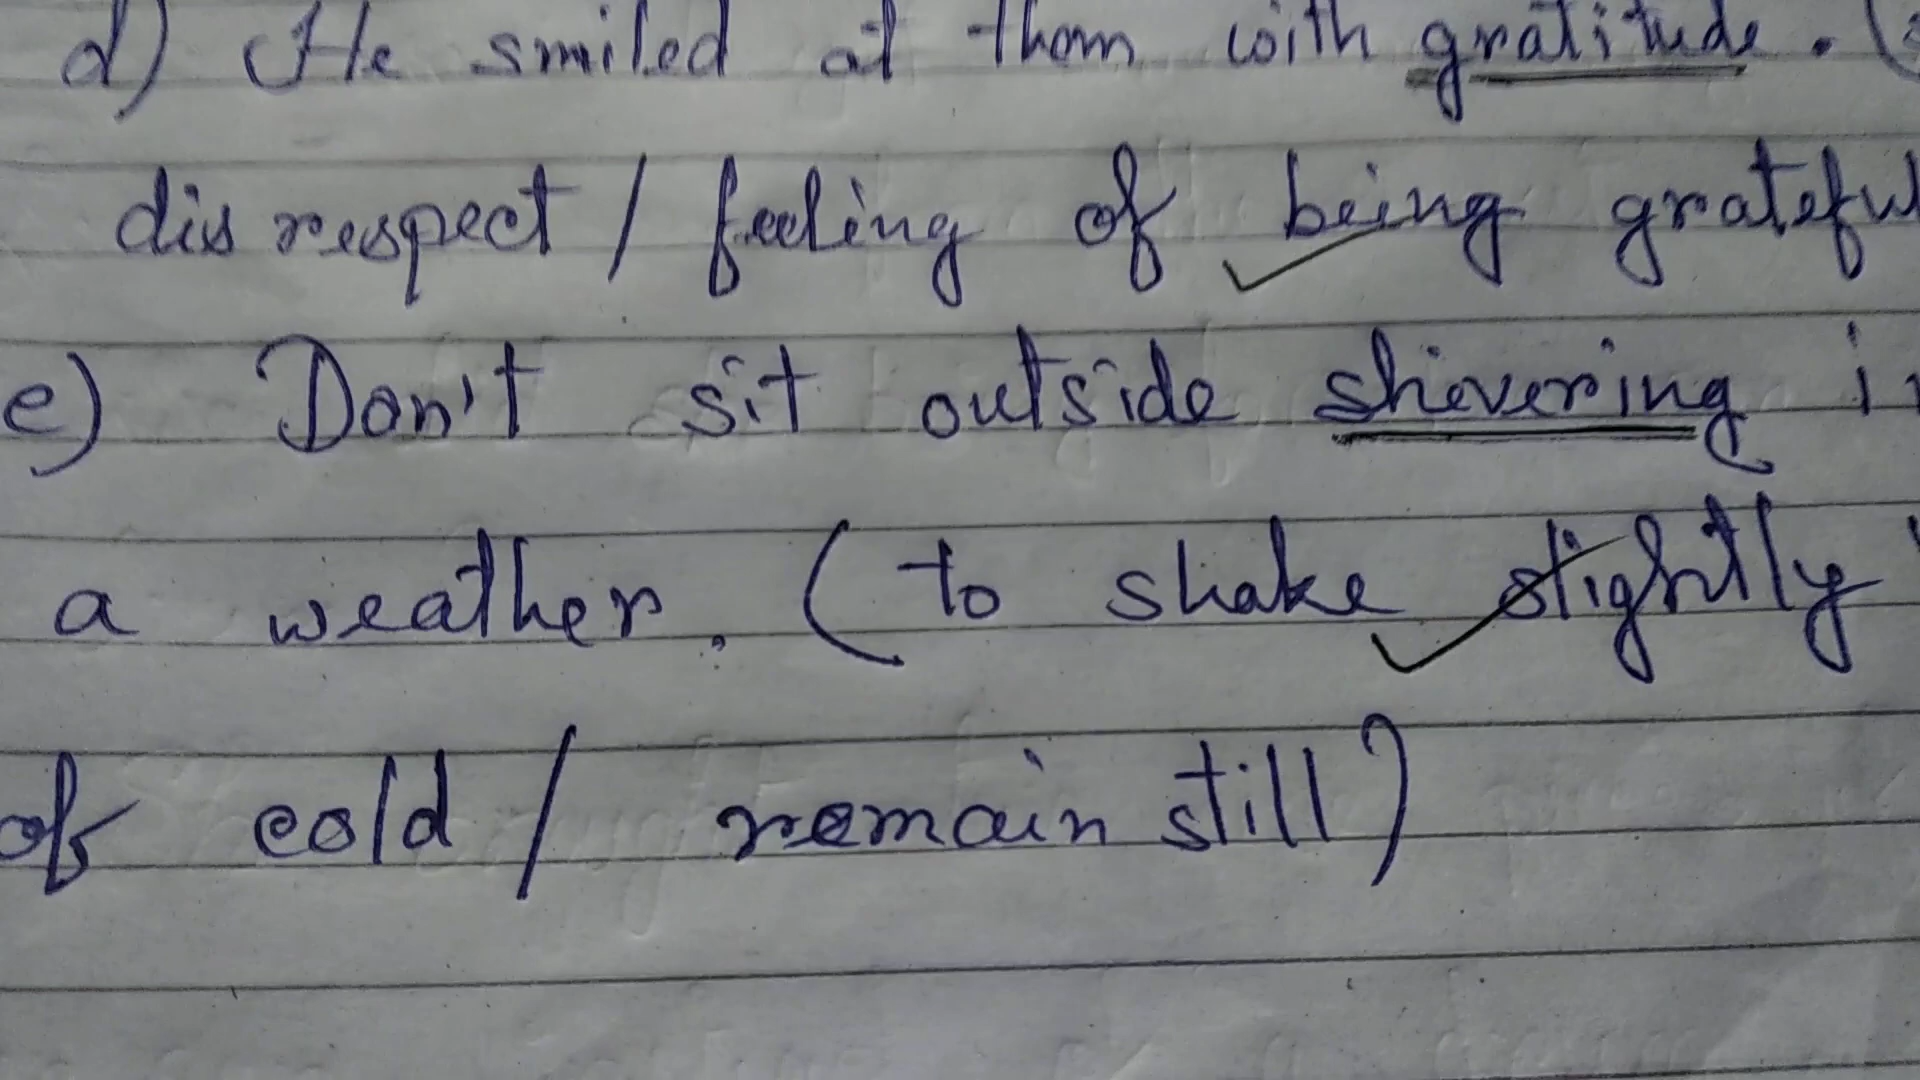 d) He smiled at them with gratitude. (
dis respect / feeling of being grateful
e) Don't sit outside shivering
a weather. (to shake slightly
of cold / remain still)